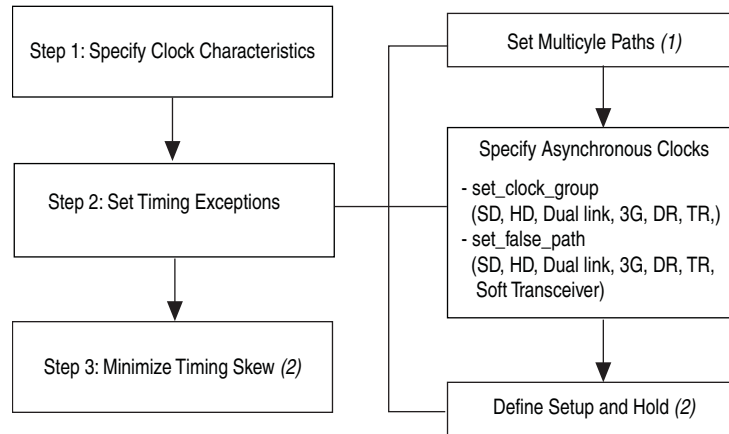 Step 1: Specify Clock Characteristics
Step 2: Set Timing Exceptions
Step 3: Minimize Timing Skew (2)
Set Multicyle Paths (1)
Specify Asynchronous Clocks
- set_clock_group
(SD, HD, Dual link, 3G, DR, TR,)
- set_false_path
(SD, HD, Dual link, 3G, DR, TR,
Soft Transceiver)
Define Setup and Hold (2)